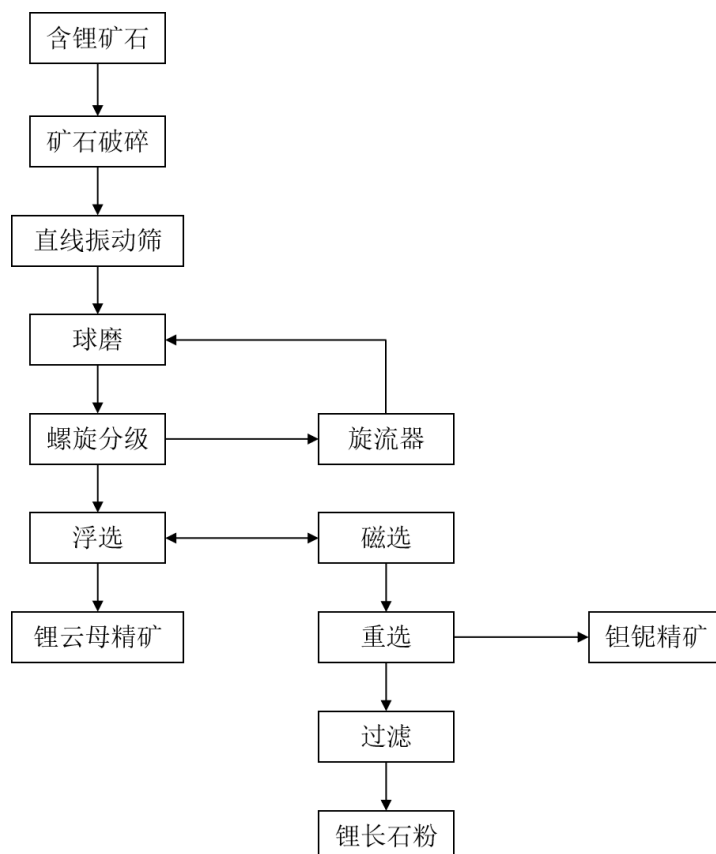 含锂矿石
矿石破碎
直线振动筛
球磨
螺旋分级
旋流器
浮选
磁选
锂云母精矿
重选
钽铌精矿
过滤
锂长石粉